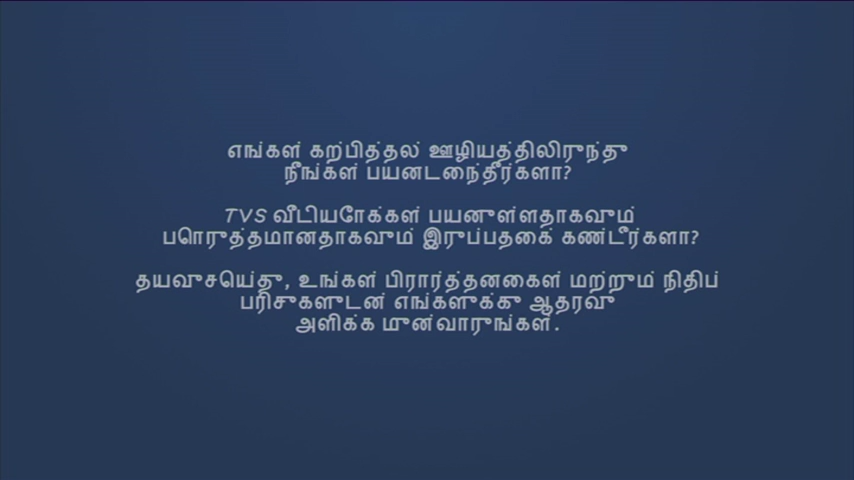 எங்கள் கற்பித்தல் ஊழியத்திலிருந்து
நீங்கள் பயனடைந்தீர்களா?
TVS வீடியோக்கள் பயனுள்ளதாகவும்
பொருத்தமானதாகவும் இருப்பதைக் கண்டீர்களா?
தயவுசெய்து, உங்கள் பிரார்த்தனைகள் மற்றும் நிதிப்
பரிசுகளுடன் எங்களுக்கு ஆதரவு
அளிக்க முன்வாருங்கள்.